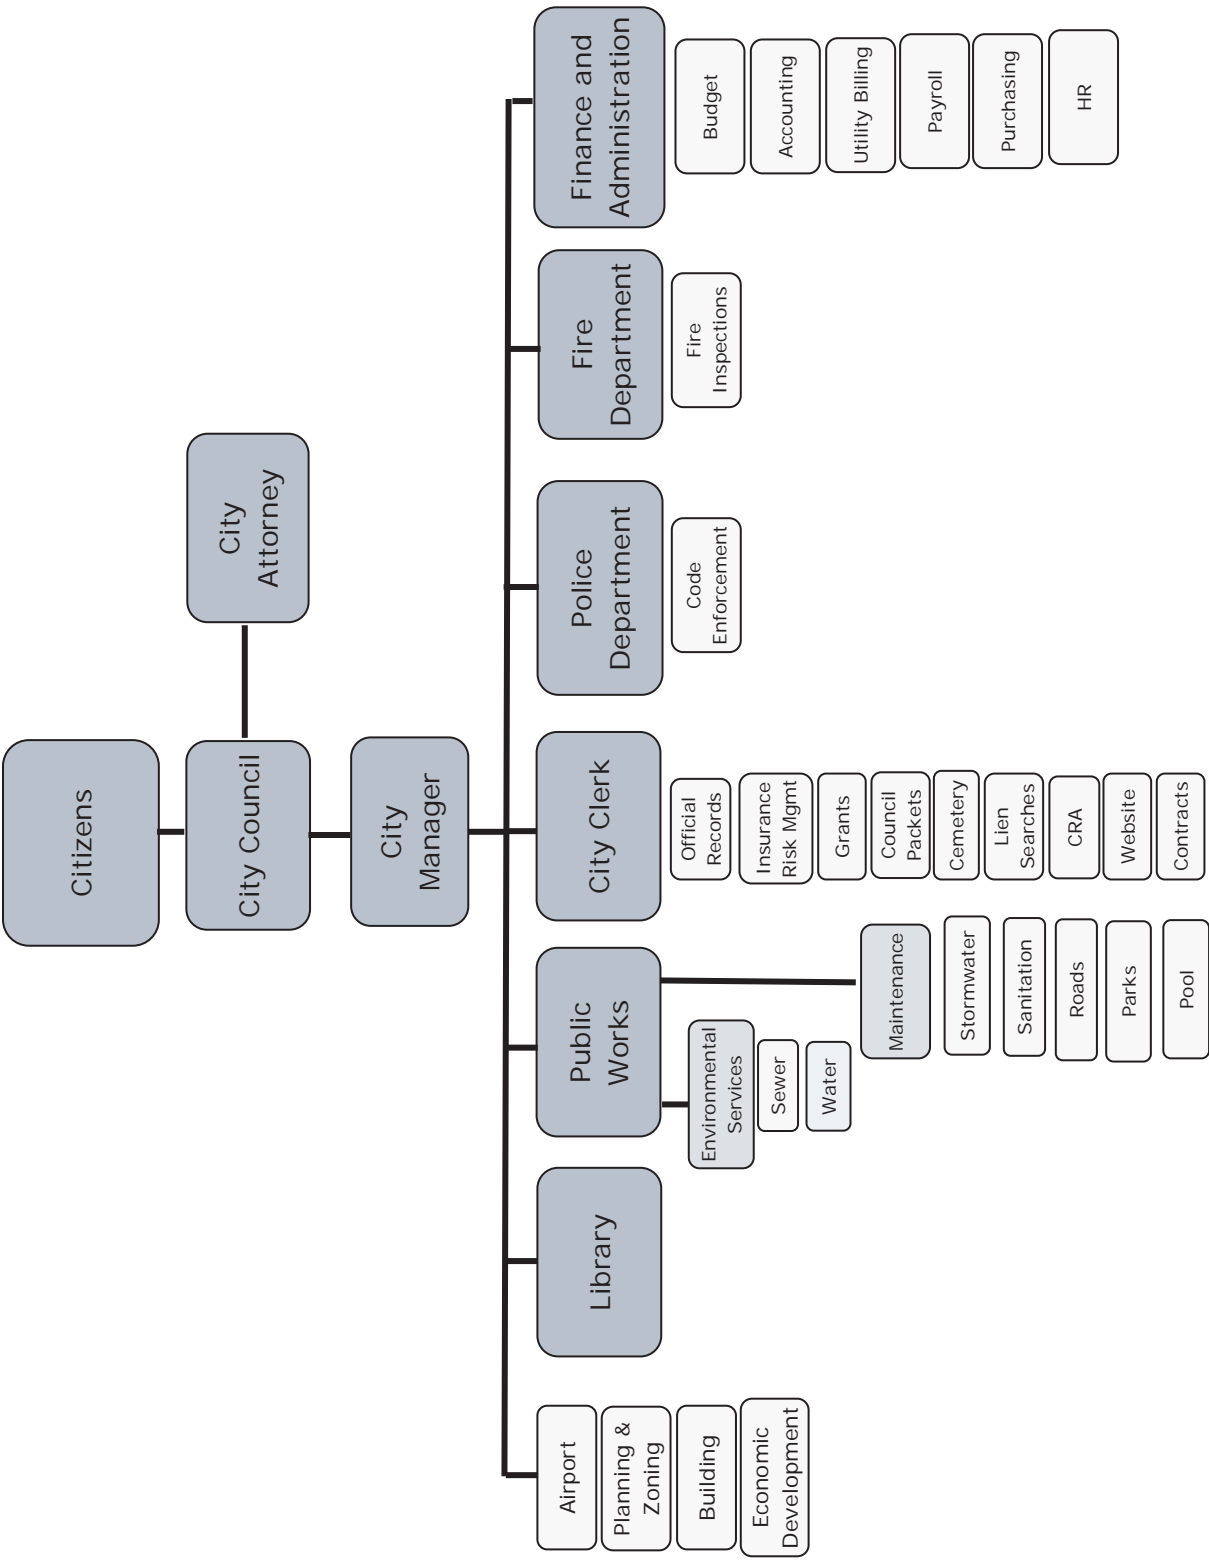 Citizens
City Council
City
Attorney
City
Manager
Airport
Planning &
Zoning
Building
Economic
Development
Library
Public
Works
Environmental
Services
Sewer
Water
Maintenance
Stormwater
Sanitation
Roads
Parks
Pool
City Clerk
Official
Records
Insurance
Risk Mgmt
Grants
Council
Packets
Cemetery
Lien
Searches
CRA
Website
Contracts
Police
Department
Code
Enforcement
Fire
Department
Fire
Inspections
Finance and
Administration
Budget
Accounting
Utility Billing
Payroll
Purchasing
HR